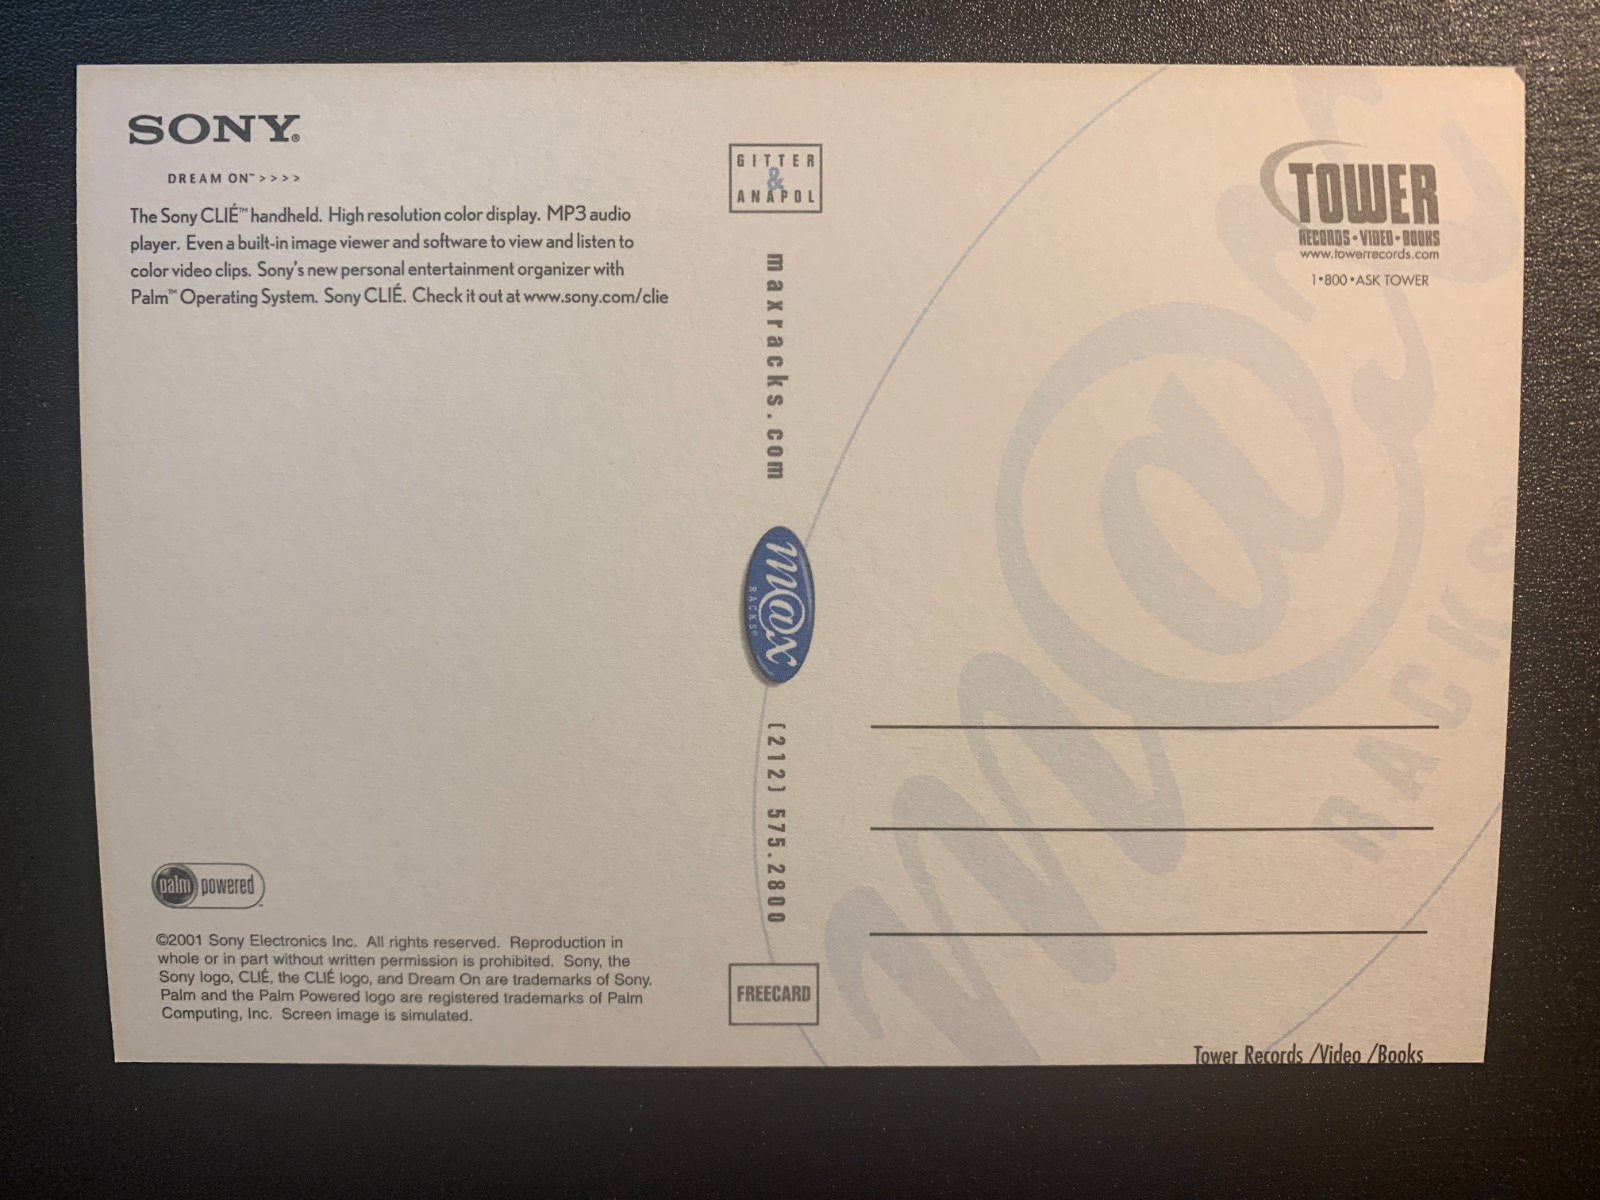 SONY®
DREAM ON™ >>>>
The Sony CLIÉ™ handheld. High resolution color display. MP3 audio
player. Even a built-in image viewer and software to view and listen to
color video clips. Sony's new personal entertainment organizer with
Palm™ Operating System. Sony CLIÉ. Check it out at www.sony.com/clie
palm powered
©2001 Sony Electronics Inc. All rights reserved. Reproduction in
whole or in part without written permission is prohibited. Sony, the
Sony logo, CLIÉ, the CLIÉ logo, and Dream On are trademarks of Sony.
Palm and the Palm Powered logo are registered trademarks of Palm
Computing, Inc. Screen image is simulated.
GITTER
&
ANAPOL
maxracks.com
m@x
RACKS®
(212) 575.2800
FREECARD
TOWER
RECORDS • VIDEO • BOOKS
www.towerrecords.com
1•800•ASK TOWER
m@x
RACKS®
Tower Records /Video /Books